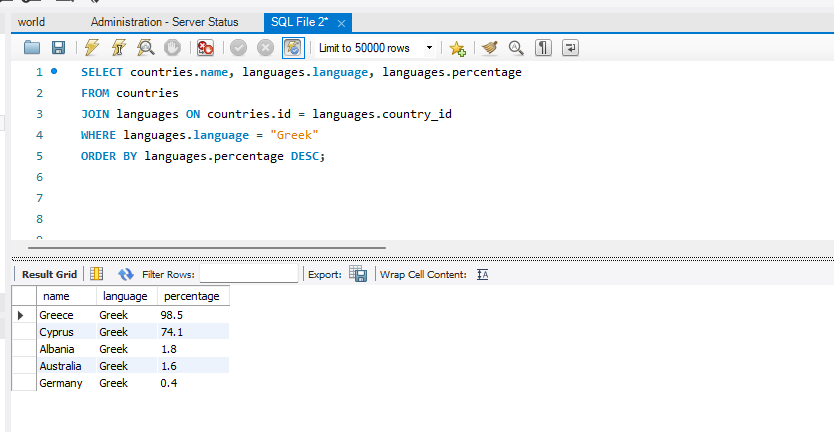 world Administration - Server Status SQL File 2* ×
Limit to 50000 rows
1 SELECT countries.name, languages.language, languages.percentage
2 FROM countries
3 JOIN languages ON countries.id = languages.country_id
4 WHERE languages.language = "Greek"
5 ORDER BY languages.percentage DESC;
6
7
8
Result Grid Filter Rows: Export: Wrap Cell Content:
name language percentage
Greece Greek 98.5
Cyprus Greek 74.1
Albania Greek 1.8
Australia Greek 1.6
Germany Greek 0.4